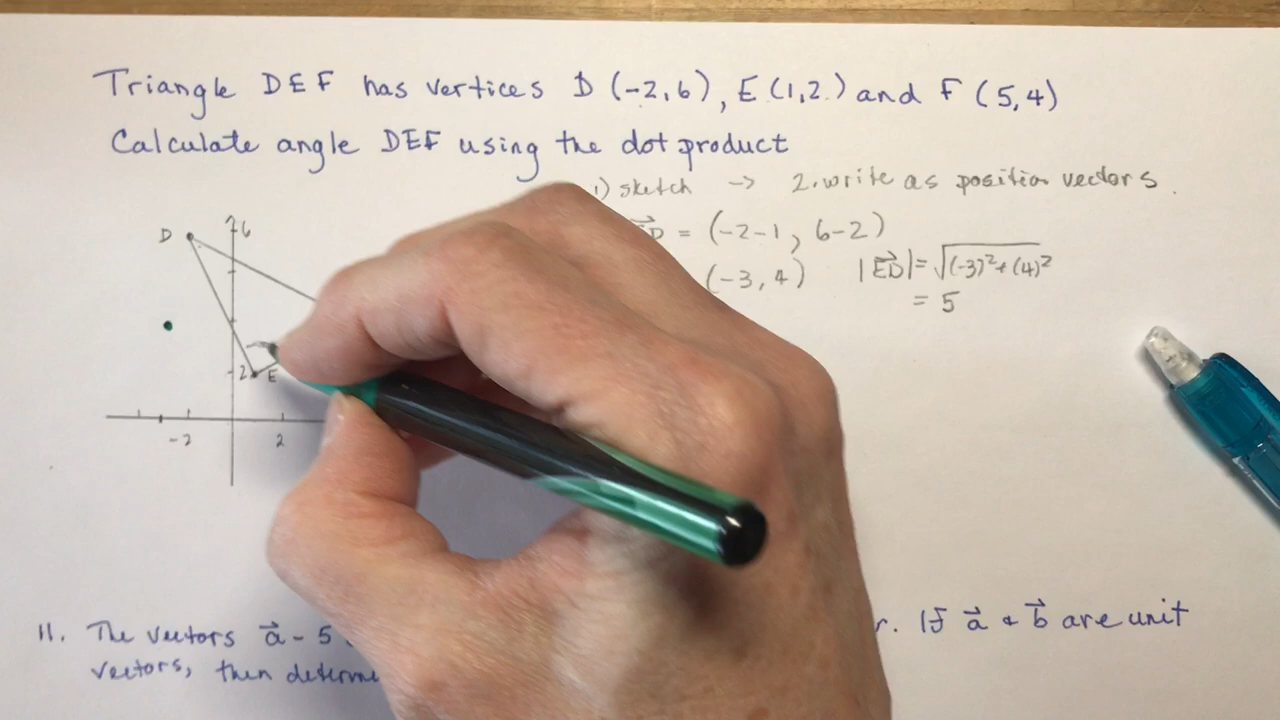 Triangle DEF has vertices D (-2,6), E (1,2) and F (5,4)
Calculate angle DEF using the dot product
1) sketch -> 2. write as position vectors.
D = (-2-1, 6-2)
(-3, 4) |ED| = √(-3)²+(4)²
= 5
D
6
2
E
-2 2
11. The vectors a - 5 r. If a & b are unit
vectors, then determine